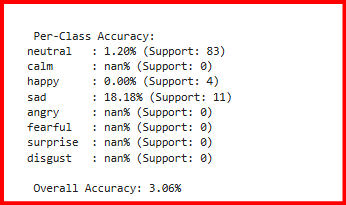 Per-Class Accuracy:
neutral : 1.20% (Support: 83)
calm : nan% (Support: 0)
happy : 0.00% (Support: 4)
sad : 18.18% (Support: 11)
angry : nan% (Support: 0)
fearful : nan% (Support: 0)
surprise : nan% (Support: 0)
disgust : nan% (Support: 0)
Overall Accuracy: 3.06%